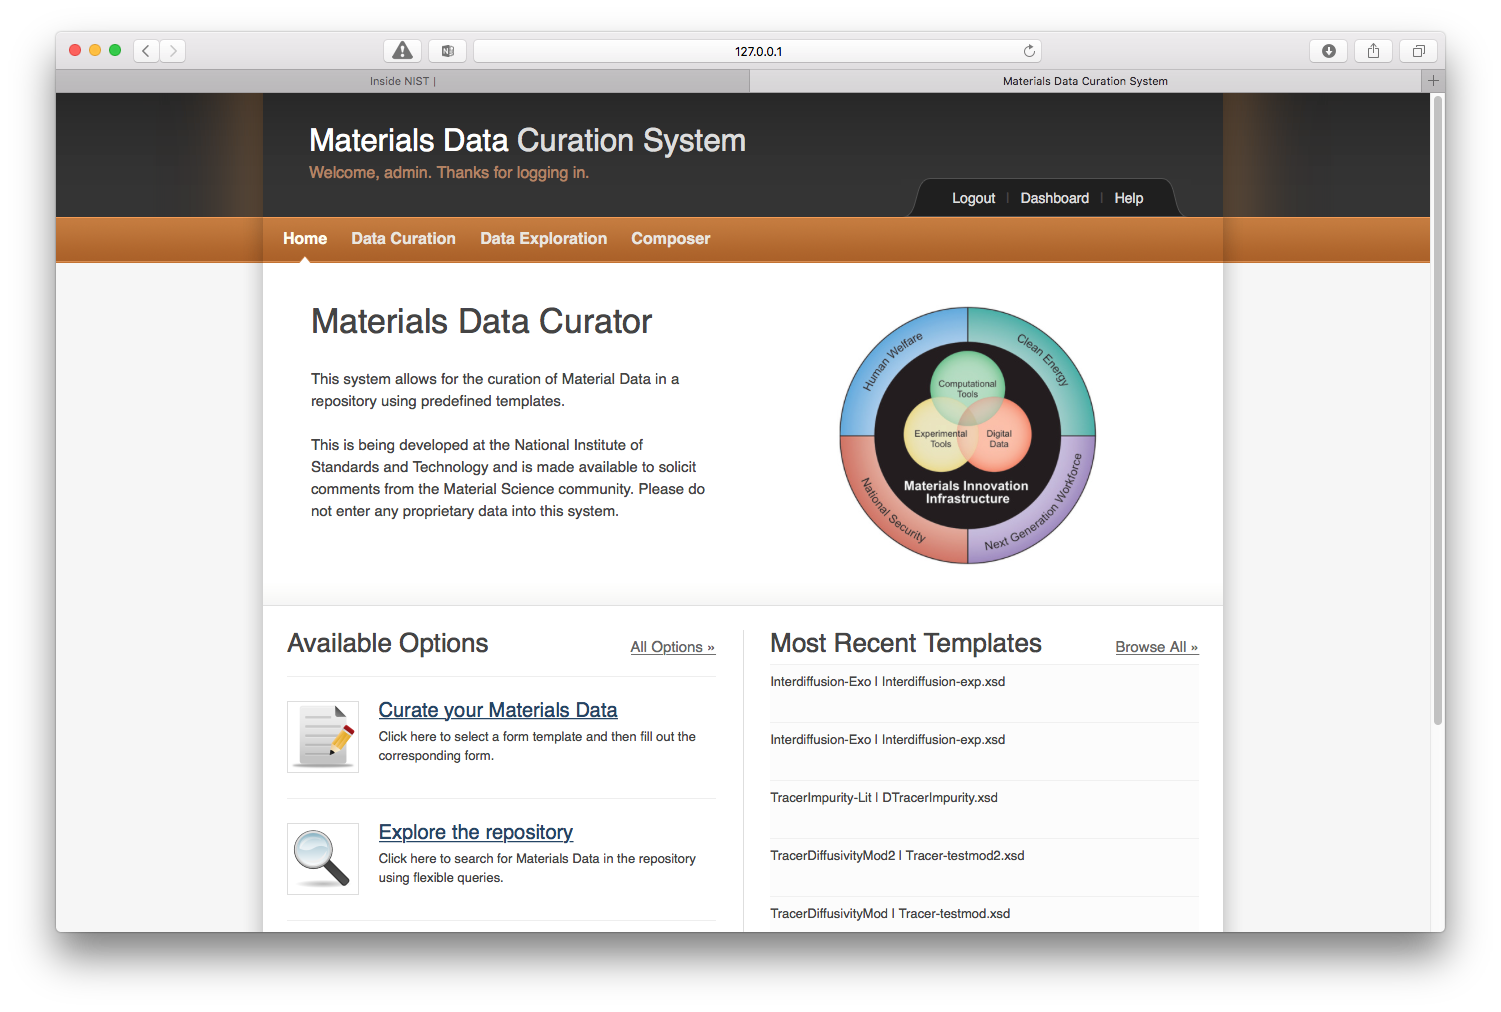 127.0.0.1
Inside NIST |
Materials Data Curation System
Materials Data Curation System
Welcome, admin. Thanks for logging in.
Logout | Dashboard | Help
Home Data Curation Data Exploration Composer
Materials Data Curator
This system allows for the curation of Material Data in a
repository using predefined templates.
This is being developed at the National Institute of
Standards and Technology and is made available to solicit
comments from the Material Science community. Please do
not enter any proprietary data into this system.
Human Welfare
Clean Energy
Computational
Tools
Experimental
Tools
Digital
Data
Materials Innovation
Infrastructure
National Security
Next Generation Workforce
Available Options
All Options »
Curate your Materials Data
Click here to select a form template and then fill out the
corresponding form.
Explore the repository
Click here to search for Materials Data in the repository
using flexible queries.
Most Recent Templates
Browse All »
Interdiffusion-Exo | Interdiffusion-exp.xsd
Interdiffusion-Exo | Interdiffusion-exp.xsd
TracerImpurity-Lit | DTracerImpurity.xsd
TracerDiffusivityMod2 | Tracer-testmod2.xsd
TracerDiffusivityMod | Tracer-testmod.xsd